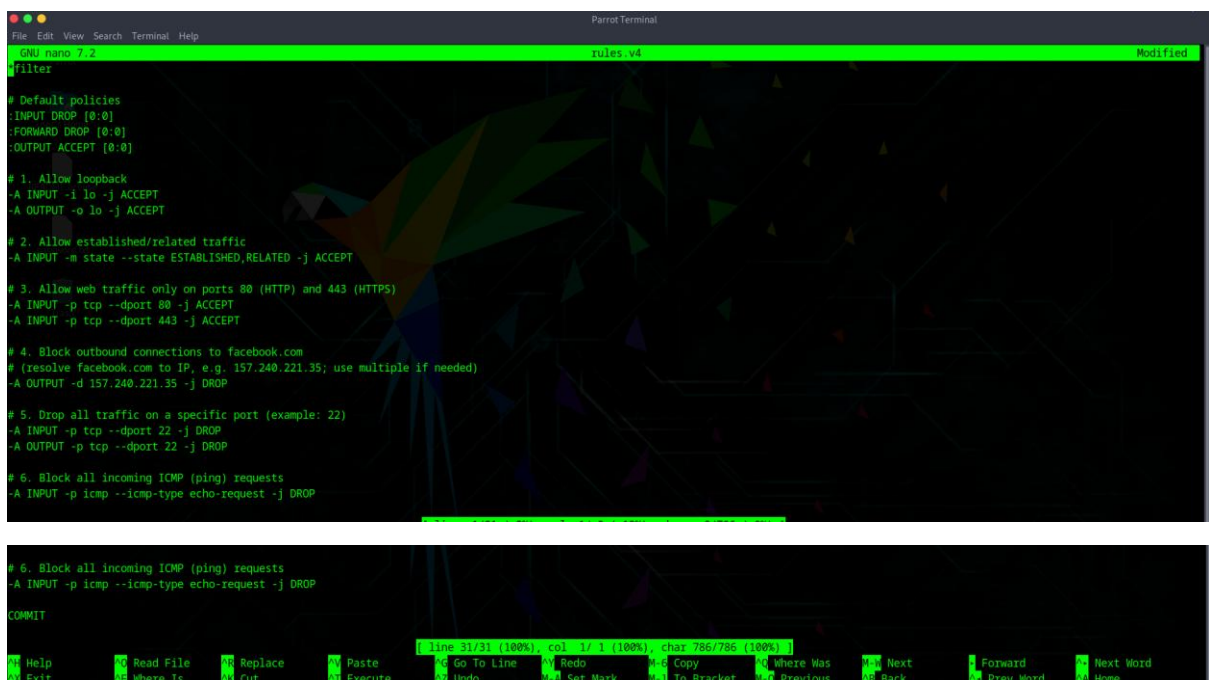 Parrot Terminal
File Edit View Search Terminal Help
GNU nano 7.2 rules.v4 Modified
*filter
# Default policies
:INPUT DROP [0:0]
:FORWARD DROP [0:0]
:OUTPUT ACCEPT [0:0]
# 1. Allow loopback
-A INPUT -i lo -j ACCEPT
-A OUTPUT -o lo -j ACCEPT
# 2. Allow established/related traffic
-A INPUT -m state --state ESTABLISHED,RELATED -j ACCEPT
# 3. Allow web traffic only on ports 80 (HTTP) and 443 (HTTPS)
-A INPUT -p tcp --dport 80 -j ACCEPT
-A INPUT -p tcp --dport 443 -j ACCEPT
# 4. Block outbound connections to facebook.com
# (resolve facebook.com to IP, e.g. 157.240.221.35; use multiple if needed)
-A OUTPUT -d 157.240.221.35 -j DROP
# 5. Drop all traffic on a specific port (example: 22)
-A INPUT -p tcp --dport 22 -j DROP
-A OUTPUT -p tcp --dport 22 -j DROP
# 6. Block all incoming ICMP (ping) requests
-A INPUT -p icmp --icmp-type echo-request -j DROP
# 6. Block all incoming ICMP (ping) requests
-A INPUT -p icmp --icmp-type echo-request -j DROP
COMMIT
[ line 31/31 (100%), col 1/ 1 (100%), char 786/786 (100%) ]
^H Help ^O Read File ^R Replace ^V Paste ^G Go To Line ^Y Redo M-6 Copy ^Q Where Was M-W Next Forward Next Word
^X Exit ^F Where Is ^K Cut ^T Execute ^Z Undo M-A Set Mark M-] To Bracket M-Q Previous ^B Back Prev Word ^A Home